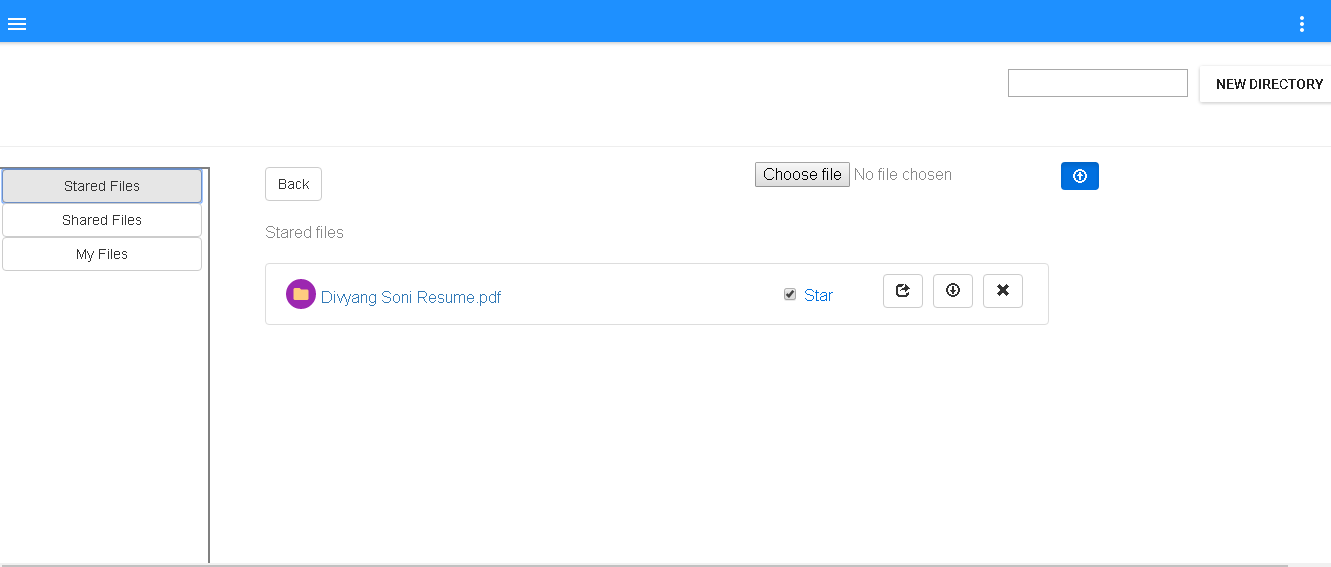 NEW DIRECTORY
Stared Files
Shared Files
My Files
Back
Choose file No file chosen
Stared files
Divyang Soni Resume.pdf
Star